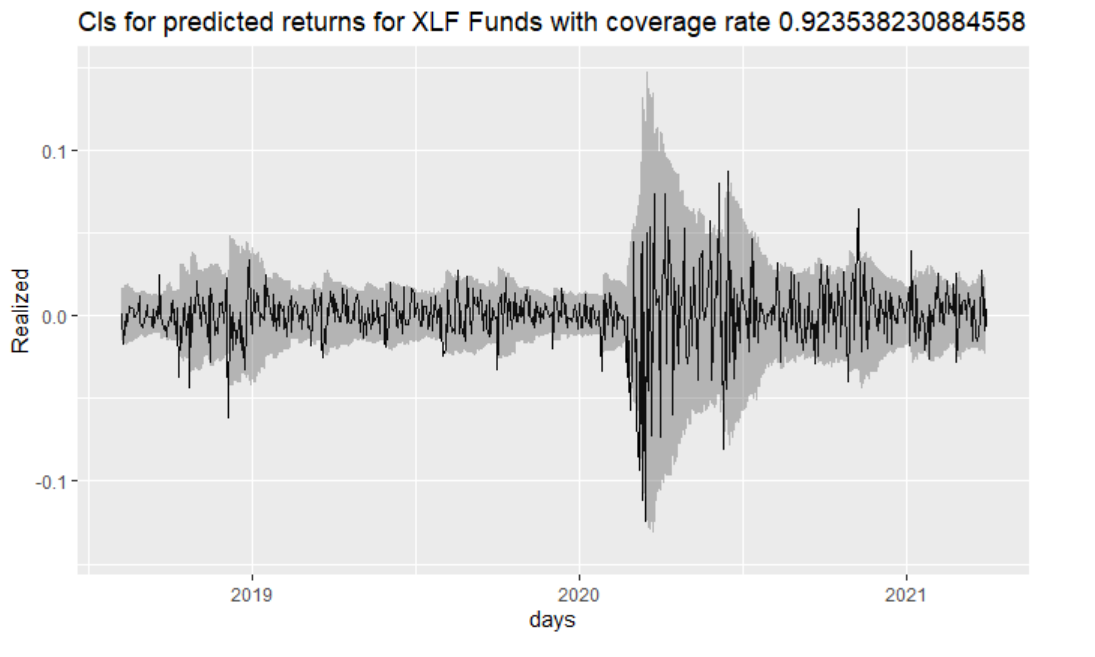 CIs for predicted returns for XLF Funds with coverage rate 0.923538230884558
0.1
0.0
-0.1
Realized
2019
2020
2021
days